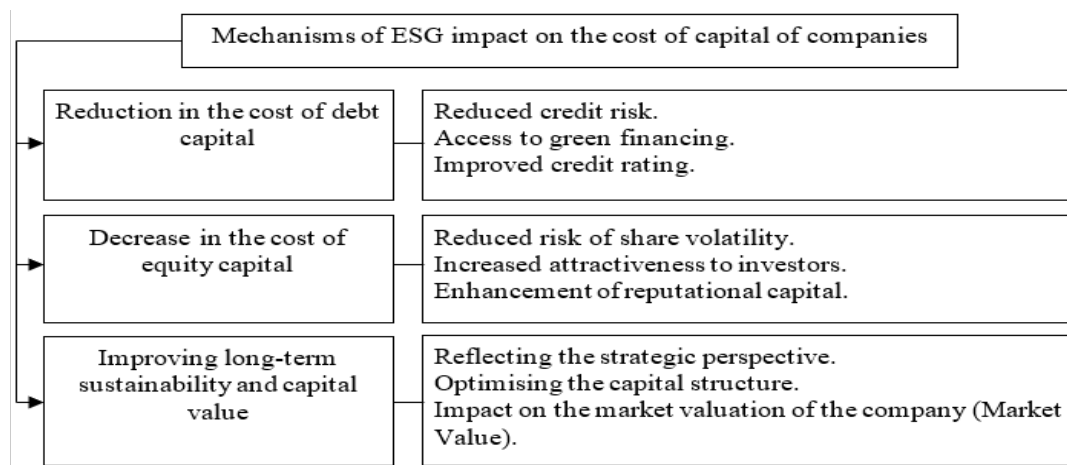 Mechanisms of ESG impact on the cost of capital of companies
Reduction in the cost of debt
capital
Reduced credit risk.
Access to green financing.
Improved credit rating.
Decrease in the cost of
equity capital
Reduced risk of share volatility.
Increased attractiveness to investors.
Enhancement of reputational capital.
Improving long-term
sustainability and capital
value
Reflecting the strategic perspective.
Optimising the capital structure.
Impact on the market valuation of the company (Market
Value).